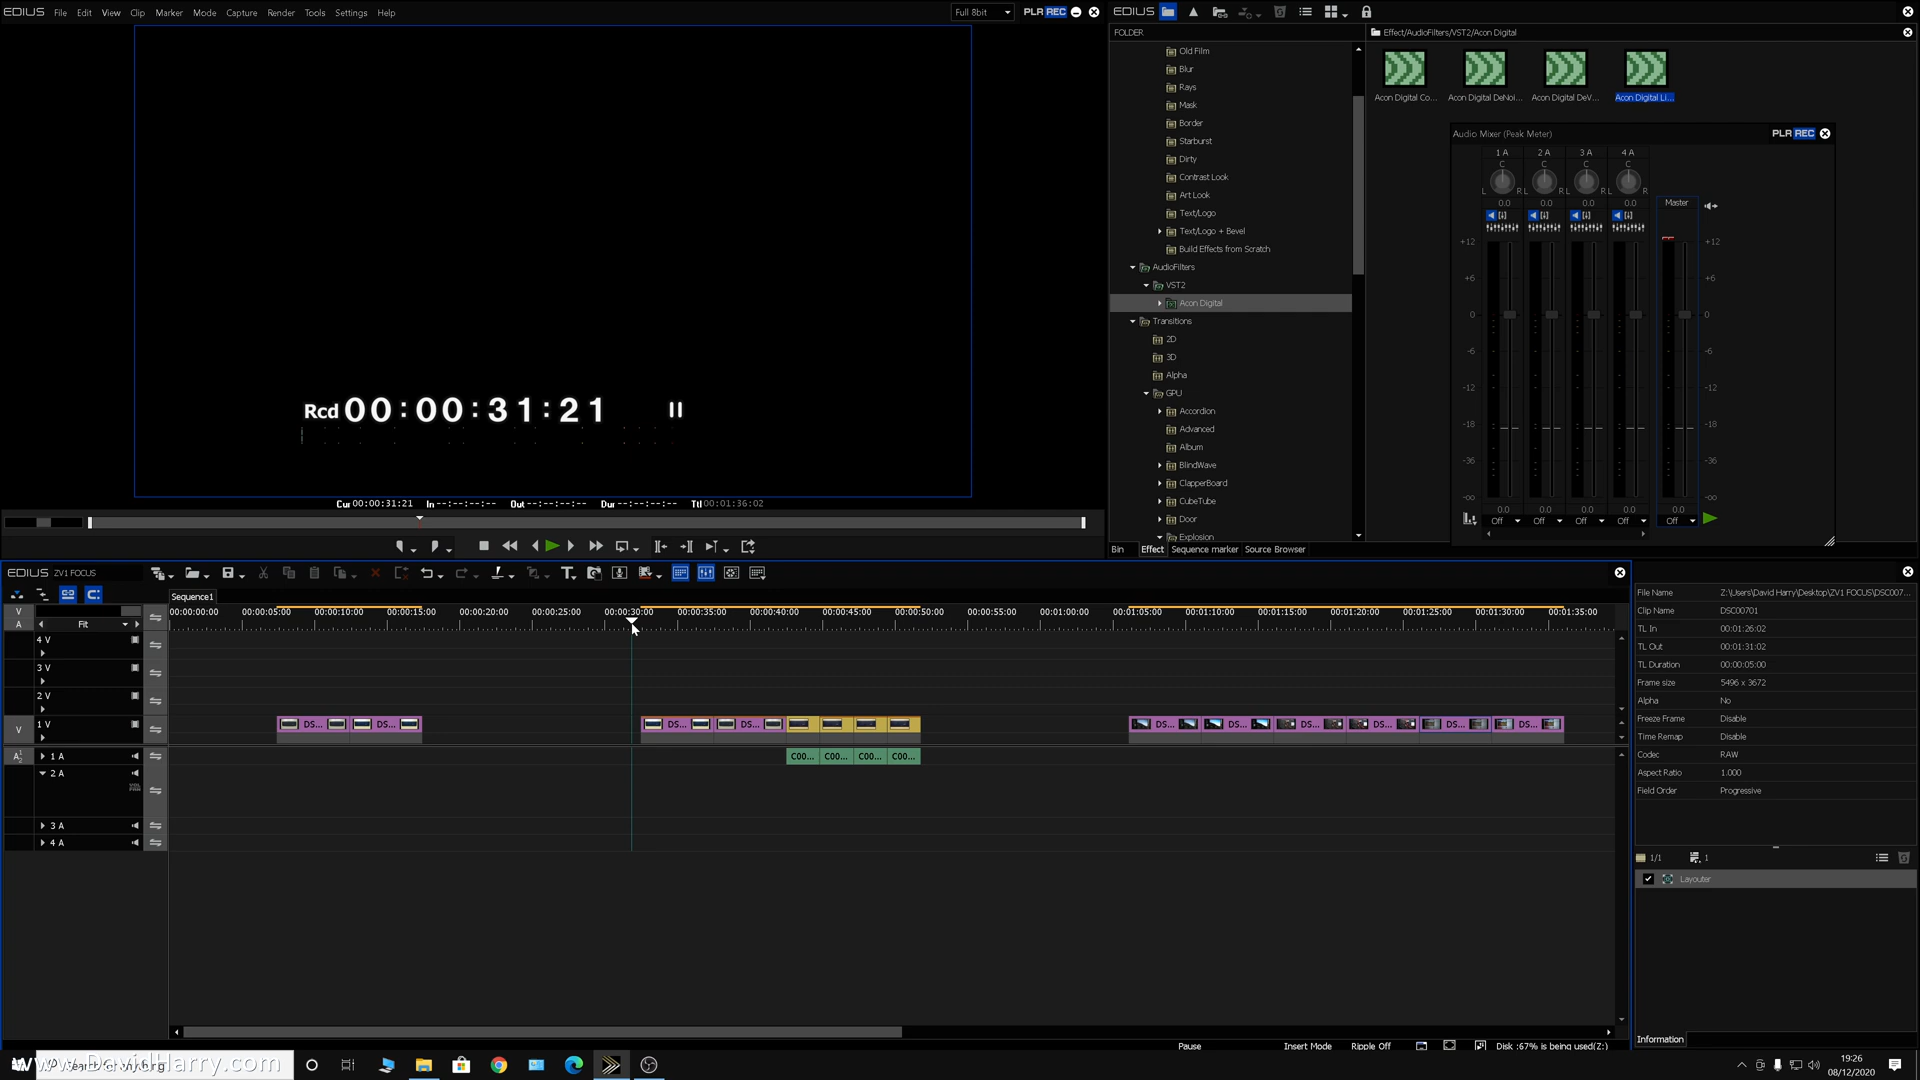 EDIUS File Edit View Clip Marker Mode Capture Render Tools Settings Help
Full 8bit PLR REC
Rcd 00:00:31:21 II
Cur 00:00:31:21 In --:--:--:-- Out --:--:--:-- Dur --:--:--:-- Ttl 00:01:36:02
EDIUS
FOLDER
Old Film
Blur
Rays
Mask
Border
Starburst
Dirty
Contrast Look
Art Look
Text/Logo
Text/Logo + Bevel
Build Effects from Scratch
AudioFilters
VST2
Acon Digital
Transitions
2D
3D
Alpha
GPU
Accordion
Advanced
Album
BlindWave
ClapperBoard
CubeTube
Door
Explosion
Bin Effect Sequence marker Source Browser
Effect/AudioFilters/VST2/Acon Digital
Acon Digital Co... Acon Digital DeNoi... Acon Digital DeV... Acon Digital Li...
Audio Mixer (Peak Meter) PLR REC
1 A 2 A 3 A 4 A
C C C C
L R L R L R L R
0.0 0.0 0.0 0.0 Master
+12 +12
+6 +6
0 0
-6 -6
-12 -12
-18 -18
-36 -36
-oo -oo
0.0 0.0 0.0 0.0 0.0
Off Off Off Off Off
EDIUS ZV1 FOCUS
Sequence1
00:00:00:00 00:00:05:00 00:00:10:00 00:00:15:00 00:00:20:00 00:00:25:00 00:00:30:00 00:00:35:00 00:00:40:00 00:00:45:00 00:00:50:00 00:00:55:00 00:01:00:00 00:01:05:00 00:01:10:00 00:01:15:00 00:01:20:00 00:01:25:00 00:01:30:00 00:01:35:00
V
A Fit
4 V
3 V
2 V
V 1 V DS... DS... DS... DS... DS... DS... DS... DS... DS... DS...
A 1 2 1 A C00... C00... C00... C00...
2 A
VOL PAN
3 A
4 A
File Name Z:\Users\David Harry\Desktop\ZV1 FOCUS\DSC007...
Clip Name DSC00701
TL In 00:01:26:02
TL Out 00:01:31:02
TL Duration 00:00:05:00
Frame size 5496 x 3672
Alpha No
Freeze Frame Disable
Time Remap Disable
Codec RAW
Aspect Ratio 1.000
Field Order Progressive
1/1 1
Layouter
Information
Pause Insert Mode Ripple Off Disk :67% is being used(Z:)
www.DavidHarry.com
19:26
08/12/2020